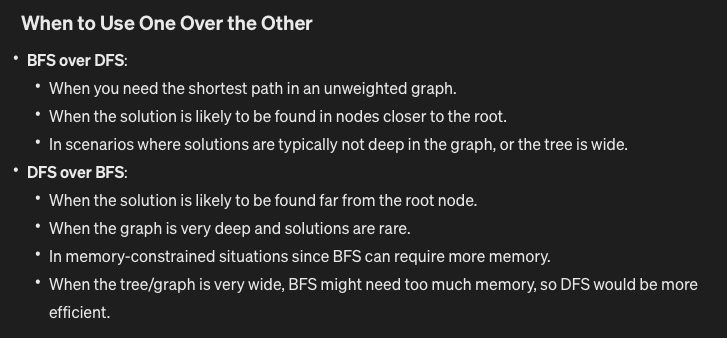 When to Use One Over the Other
• BFS over DFS:
• When you need the shortest path in an unweighted graph.
• When the solution is likely to be found in nodes closer to the root.
• In scenarios where solutions are typically not deep in the graph, or the tree is wide.
• DFS over BFS:
• When the solution is likely to be found far from the root node.
• When the graph is very deep and solutions are rare.
• In memory-constrained situations since BFS can require more memory.
• When the tree/graph is very wide, BFS might need too much memory, so DFS would be more
efficient.